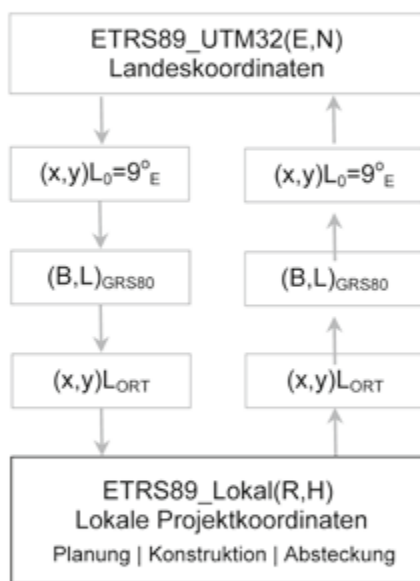 ETRS89_UTM32(E,N)
Landeskoordinaten
(x,y)L₀=9°E
(x,y)L₀=9°E
(B,L)GRS80
(B,L)GRS80
(x,y)LORT
(x,y)LORT
ETRS89_Lokal(R,H)
Lokale Projektkoordinaten
Planung | Konstruktion | Absteckung